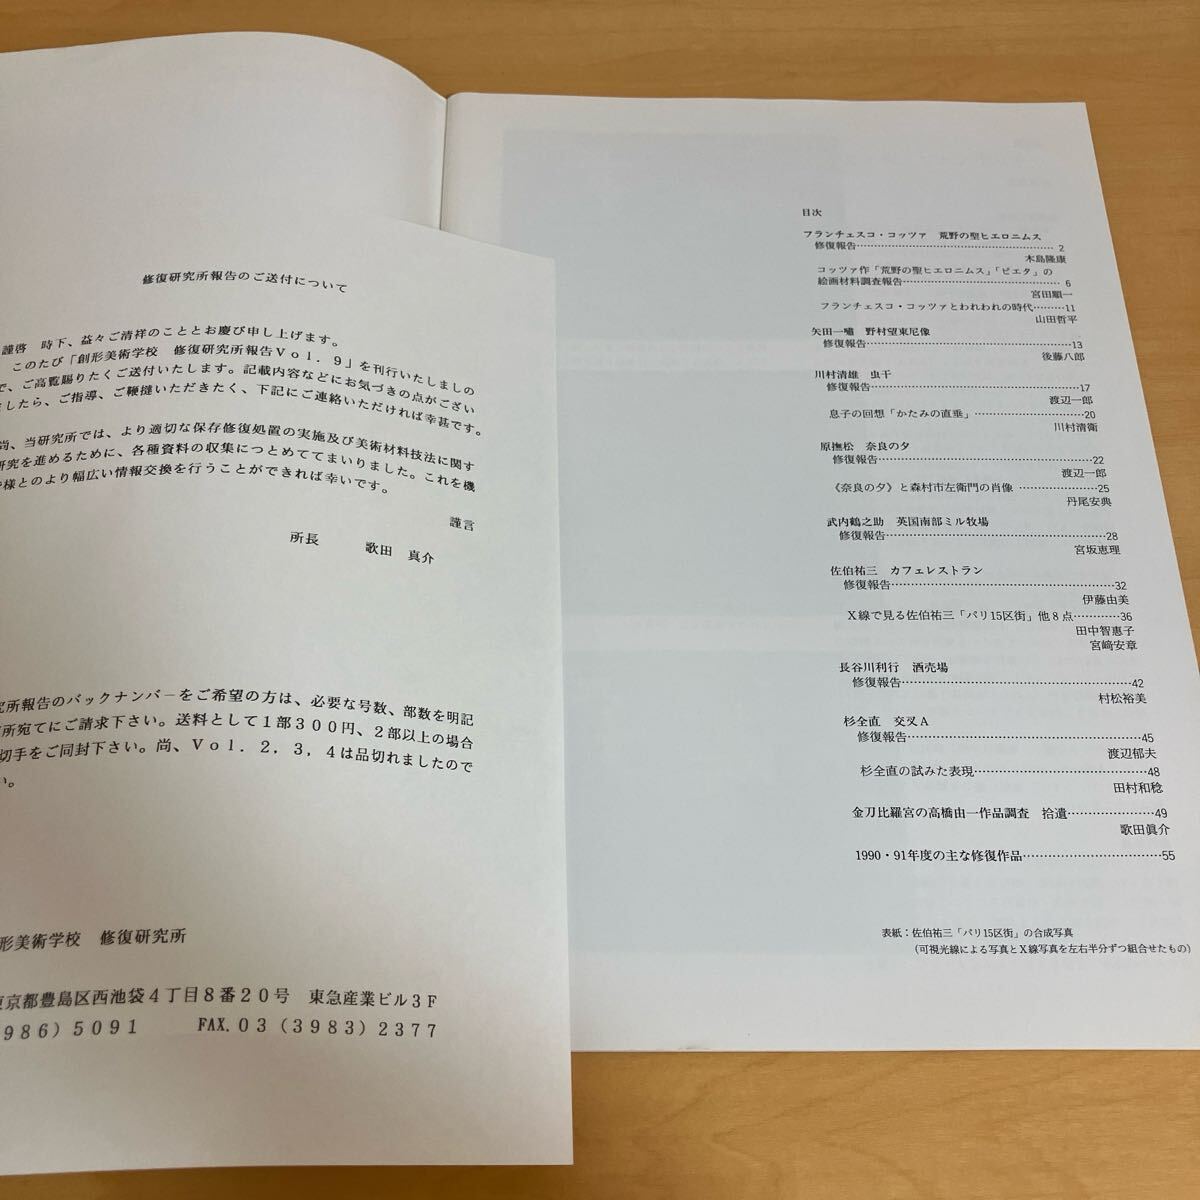 修復研究所報告のご送付について
謹啓 時下、益々ご清祥のこととお慶び申し上げます。
このたび「創形美術学校 修復研究所報告Vol．9」を刊行いたしましの
で、ご高覧賜りたくご送付いたします。記載内容などにお気づきの点がござい
ましたら、ご指導、ご鞭撻いただきたく、下記にご連絡いただければ幸甚です。
尚、当研究所では、より適切な保存修復処置の実施及び美術材料技法に関す
研究を進めるために、各種資料の収集につとめててまいりました。これを機
様とのより幅広い情報交換を行うことができれば幸いです。
謹言
所長 歌田 真介
究所報告のバックナンバーをご希望の方は、必要な号数、部数を明記
所宛てにご請求下さい。送料として1部300円、2部以上の場合
切手をご同封下さい。尚、Vol．2，3，4は品切れましたので
い。
形美術学校 修復研究所
東京都豊島区西池袋4丁目8番20号 東急産業ビル3F
986）5091 FAX.03（3983）2377
目次
フランチェスコ・コッツァ 荒野の聖ヒエロニムス
修復報告……………………………………………… 2
木島隆康
コッツァ作「荒野の聖ヒエロニムス」「ピエタ」の
絵画材料調査報告…………………………………… 6
宮田順一
フランチェスコ・コッツァとわれわれの時代………11
山田哲平
矢田一嘯 野村望東尼像
修復報告………………………………………………13
後藤八郎
川村清雄 虫干
修復報告………………………………………………17
渡辺一郎
息子の回想「かたみの直垂」…………………………20
川村清衛
原撫松 奈良の夕
修復報告………………………………………………22
渡辺一郎
《奈良の夕》と森村市左衛門の肖像 …………………25
丹尾安典
武内鶴之助 英国南部ミル牧場
修復報告………………………………………………28
宮坂恵理
佐伯祐三 カフェレストラン
修復報告………………………………………………32
伊藤由美
X線で見る佐伯祐三「パリ15区街」他8点…………36
田中智惠子
宮﨑安章
長谷川利行 酒売場
修復報告………………………………………………42
村松裕美
杉全直 交叉A
修復報告………………………………………………45
渡辺郁夫
杉全直の試みた表現……………………………………48
田村和稔
金刀比羅宮の高橋由一作品調査 拾遺…………………49
歌田眞介
1990・91年度の主な修復作品……………………………55
表紙：佐伯祐三「パリ15区街」の合成写真
（可視光線による写真とX線写真を左右半分ずつ組合せたもの）